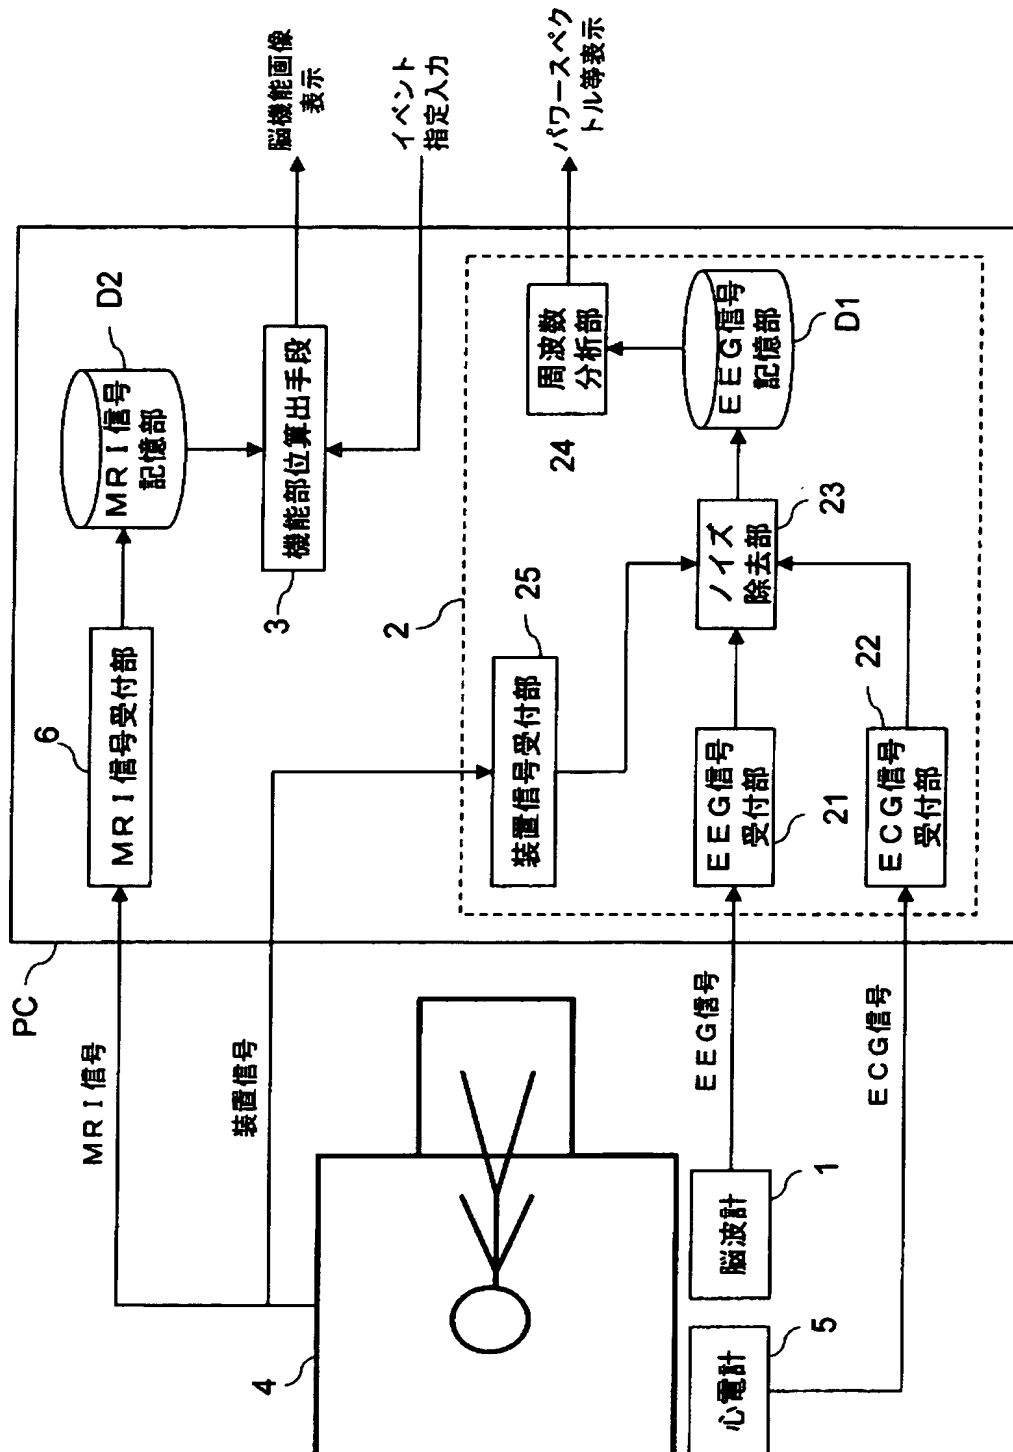 PC
MRI信号
6
MRI信号受付部
MRI信号
記憶部
D2
装置信号
3
機能部位算出手段
脳機能画像
表示
イベント
指定入力
2
25
装置信号受付部
周波数
分析部
24
パワースペク
トル等表示
4
EEG信号
EEG信号
受付部
21
ノイズ
除去部
23
EEG信号
記憶部
D1
ECG信号
ECG信号
受付部
22
脳波計
1
心電計
5